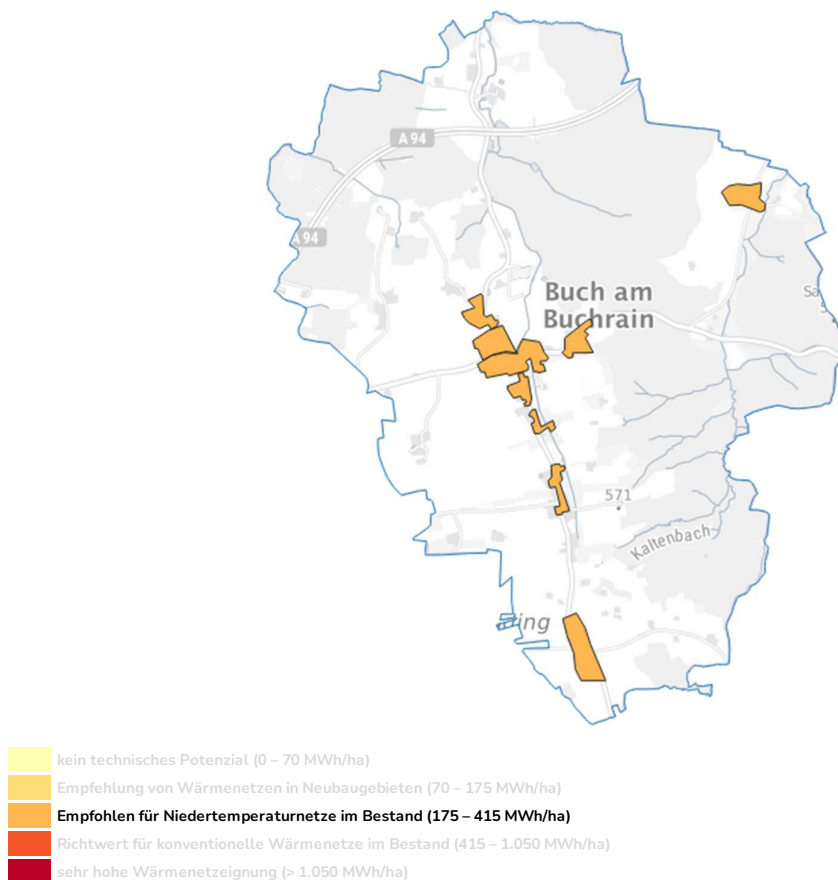 A 94
A 94
Buch am
Buchrain
Sa
571
Kaltenbach
ing
kein technisches Potenzial (0 – 70 MWh/ha)
Empfehlung von Wärmenetzen in Neubaugebieten (70 – 175 MWh/ha)
Empfohlen für Niedertemperaturnetze im Bestand (175 – 415 MWh/ha)
Richtwert für konventionelle Wärmenetze im Bestand (415 – 1.050 MWh/ha)
sehr hohe Wärmenetzeignung (> 1.050 MWh/ha)